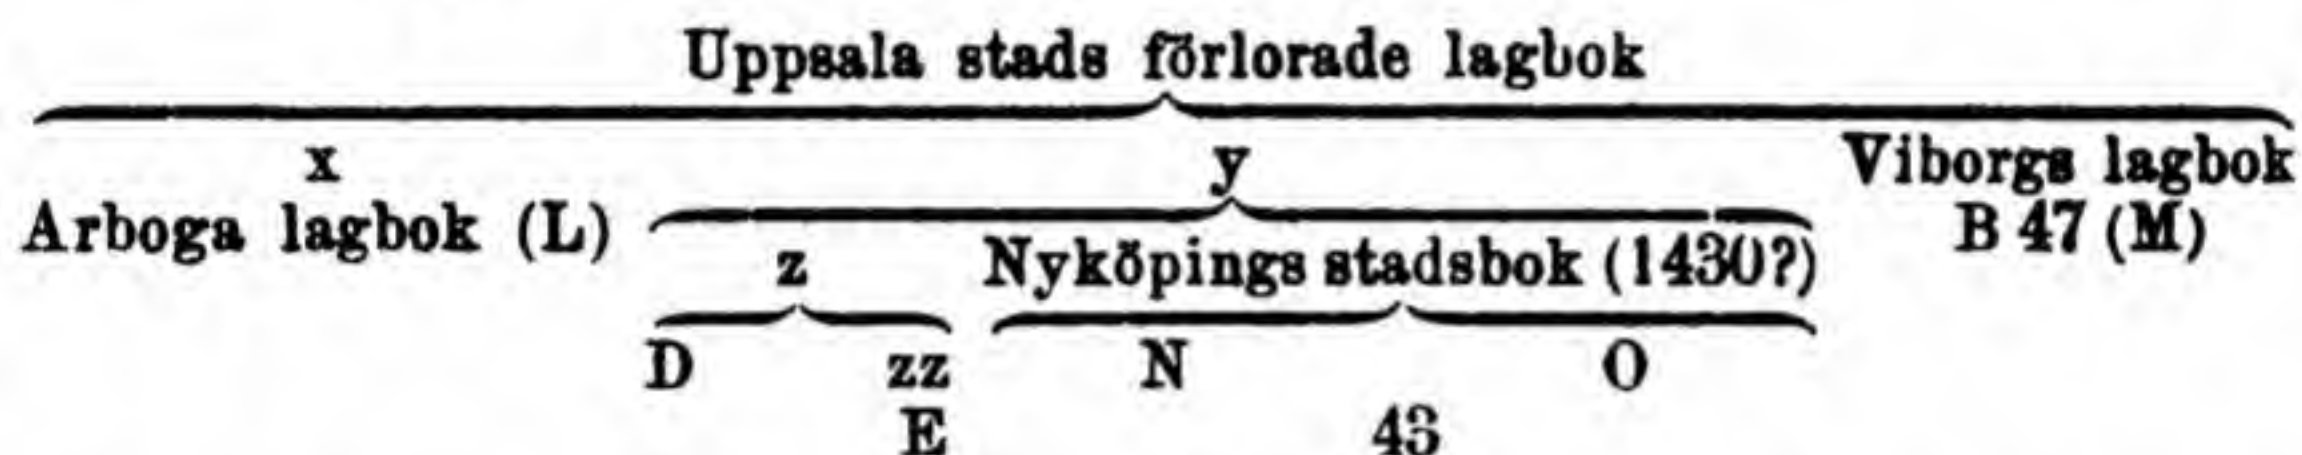 Uppsala stads förlorade lagbok
x y Viborgs lagbok
Arboga lagbok (L) B 47 (M)
z Nyköpings stadsbok (1430?)
D zz N O
E 43